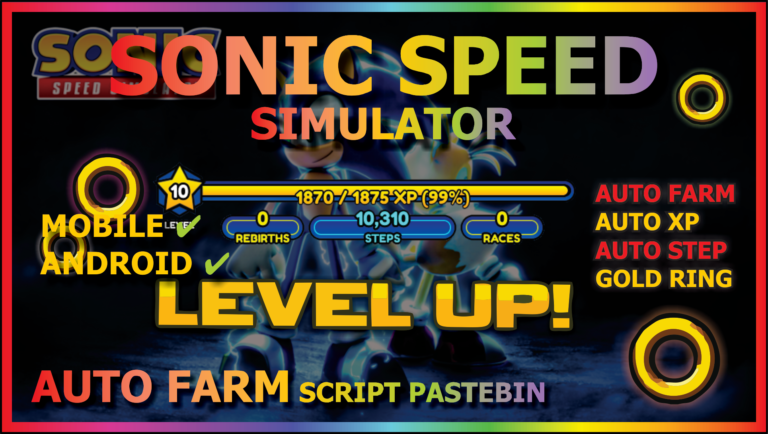 SONIC
SONIC SPEED
SPEED
SIMULATOR
10
LEVEL
1870 / 1875 XP (99%)
0
REBIRTHS
10,310
STEPS
0
RACES
MOBILE ✓
ANDROID ✓
AUTO FARM
AUTO XP
AUTO STEP
GOLD RING
LEVEL UP!
AUTO FARM SCRIPT PASTEBIN